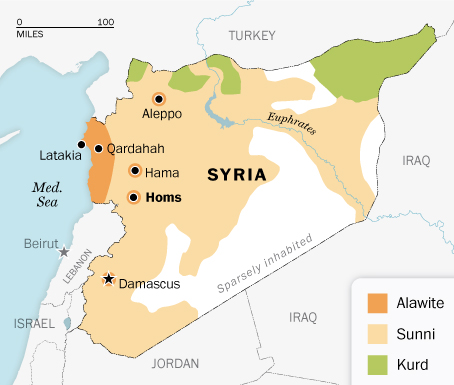 0 100
MILES
TURKEY
Aleppo
Euphrates
Latakia
Qardahah
IRAQ
Hama
SYRIA
Med.
Sea
Homs
Beirut
LEBANON
Sparsely inhabited
Damascus
Alawite
ISRAEL
IRAQ
Sunni
JORDAN
Kurd